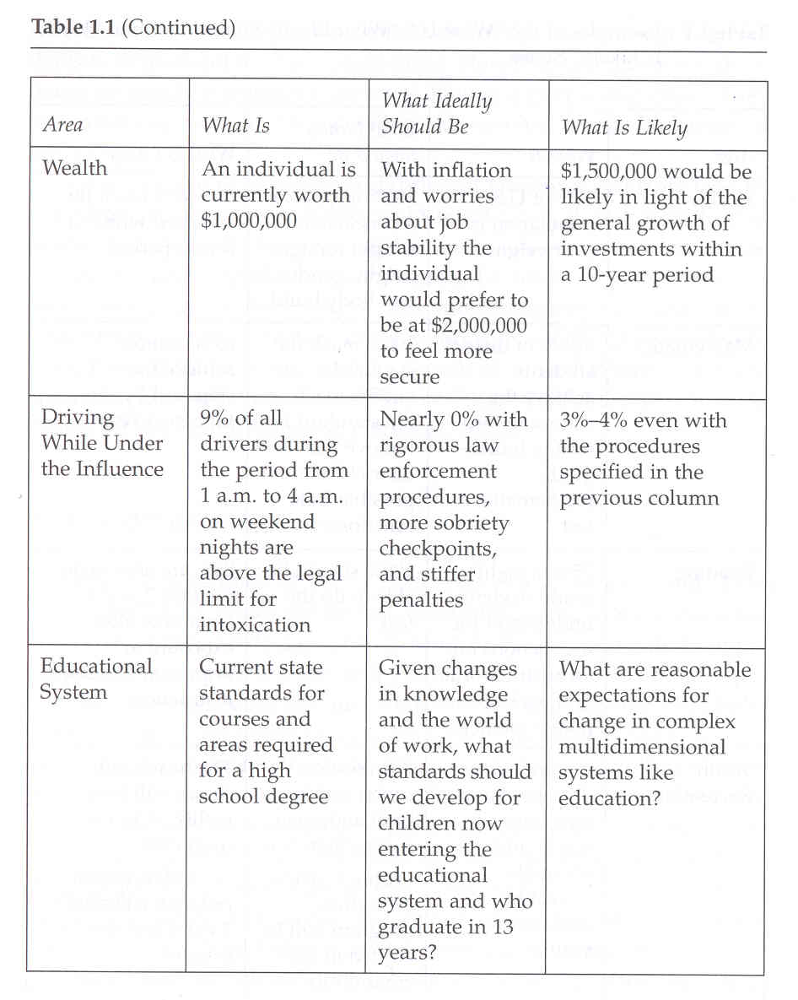 Table 1.1 (Continued)
Area
What Is
What Ideally
Should Be
What Is Likely
Wealth
An individual is
currently worth
$1,000,000
With inflation
and worries
about job
stability the
individual
would prefer to
be at $2,000,000
to feel more
secure
$1,500,000 would be
likely in light of the
general growth of
investments within
a 10-year period
Driving
While Under
the Influence
9% of all
drivers during
the period from
1 a.m. to 4 a.m.
on weekend
nights are
above the legal
limit for
intoxication
Nearly 0% with
rigorous law
enforcement
procedures,
more sobriety
checkpoints,
and stiffer
penalties
3%–4% even with
the procedures
specified in the
previous column
Educational
System
Current state
standards for
courses and
areas required
for a high
school degree
Given changes
in knowledge
and the world
of work, what
standards should
we develop for
children now
entering the
educational
system and who
graduate in 13
years?
What are reasonable
expectations for
change in complex
multidimensional
systems like
education?